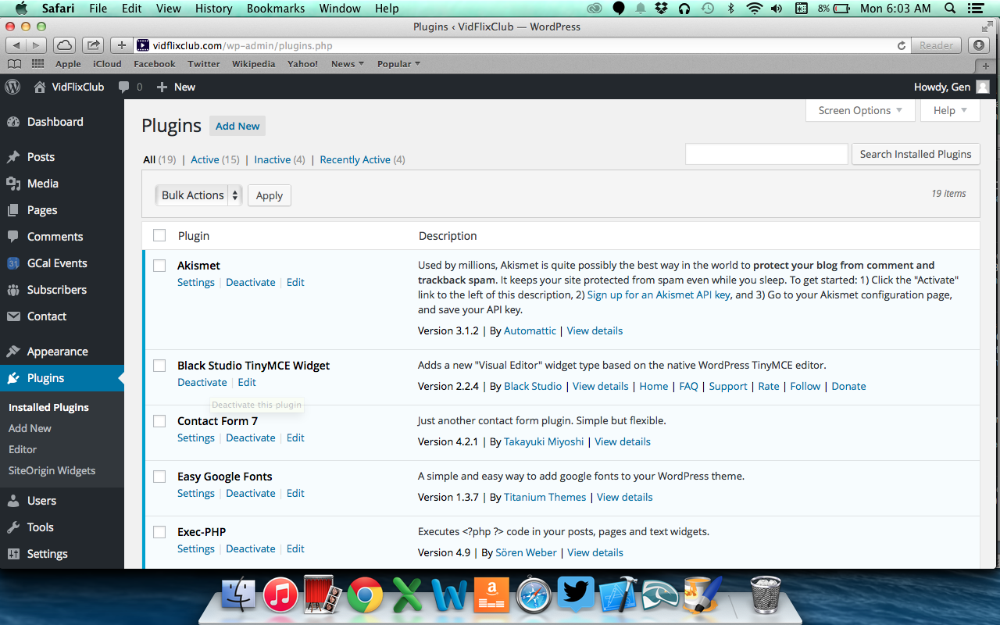 Safari File Edit View History Bookmarks Window Help 8% Mon 6:03 AM
Plugins ‹ VidFlixClub — WordPress
vidflixclub.com/wp-admin/plugins.php Reader
Apple iCloud Facebook Twitter Wikipedia Yahoo! News Popular
VidFlixClub 0 New Howdy, Gen
Screen Options Help
Plugins Add New
All (19) | Active (15) | Inactive (4) | Recently Active (4)
Search Installed Plugins
Bulk Actions Apply 19 items
Dashboard
Posts
Media
Pages
Comments
31 GCal Events
Subscribers
Contact
Appearance
Plugins
Installed Plugins
Add New
Editor
SiteOrigin Widgets
Users
Tools
Settings
Plugin Description
Akismet
Settings | Deactivate | Edit
Used by millions, Akismet is quite possibly the best way in the world to protect your blog from comment and
trackback spam. It keeps your site protected from spam even while you sleep. To get started: 1) Click the "Activate"
link to the left of this description, 2) Sign up for an Akismet API key, and 3) Go to your Akismet configuration page,
and save your API key.
Version 3.1.2 | By Automattic | View details
Black Studio TinyMCE Widget
Deactivate | Edit
Deactivate this plugin
Adds a new "Visual Editor" widget type based on the native WordPress TinyMCE editor.
Version 2.2.4 | By Black Studio | View details | Home | FAQ | Support | Rate | Follow | Donate
Contact Form 7
Settings | Deactivate | Edit
Just another contact form plugin. Simple but flexible.
Version 4.2.1 | By Takayuki Miyoshi | View details
Easy Google Fonts
Settings | Deactivate | Edit
A simple and easy way to add google fonts to your WordPress theme.
Version 1.3.7 | By Titanium Themes | View details
Exec-PHP
Settings | Deactivate | Edit
Executes <?php ?> code in your posts, pages and text widgets.
Version 4.9 | By Sören Weber | View details